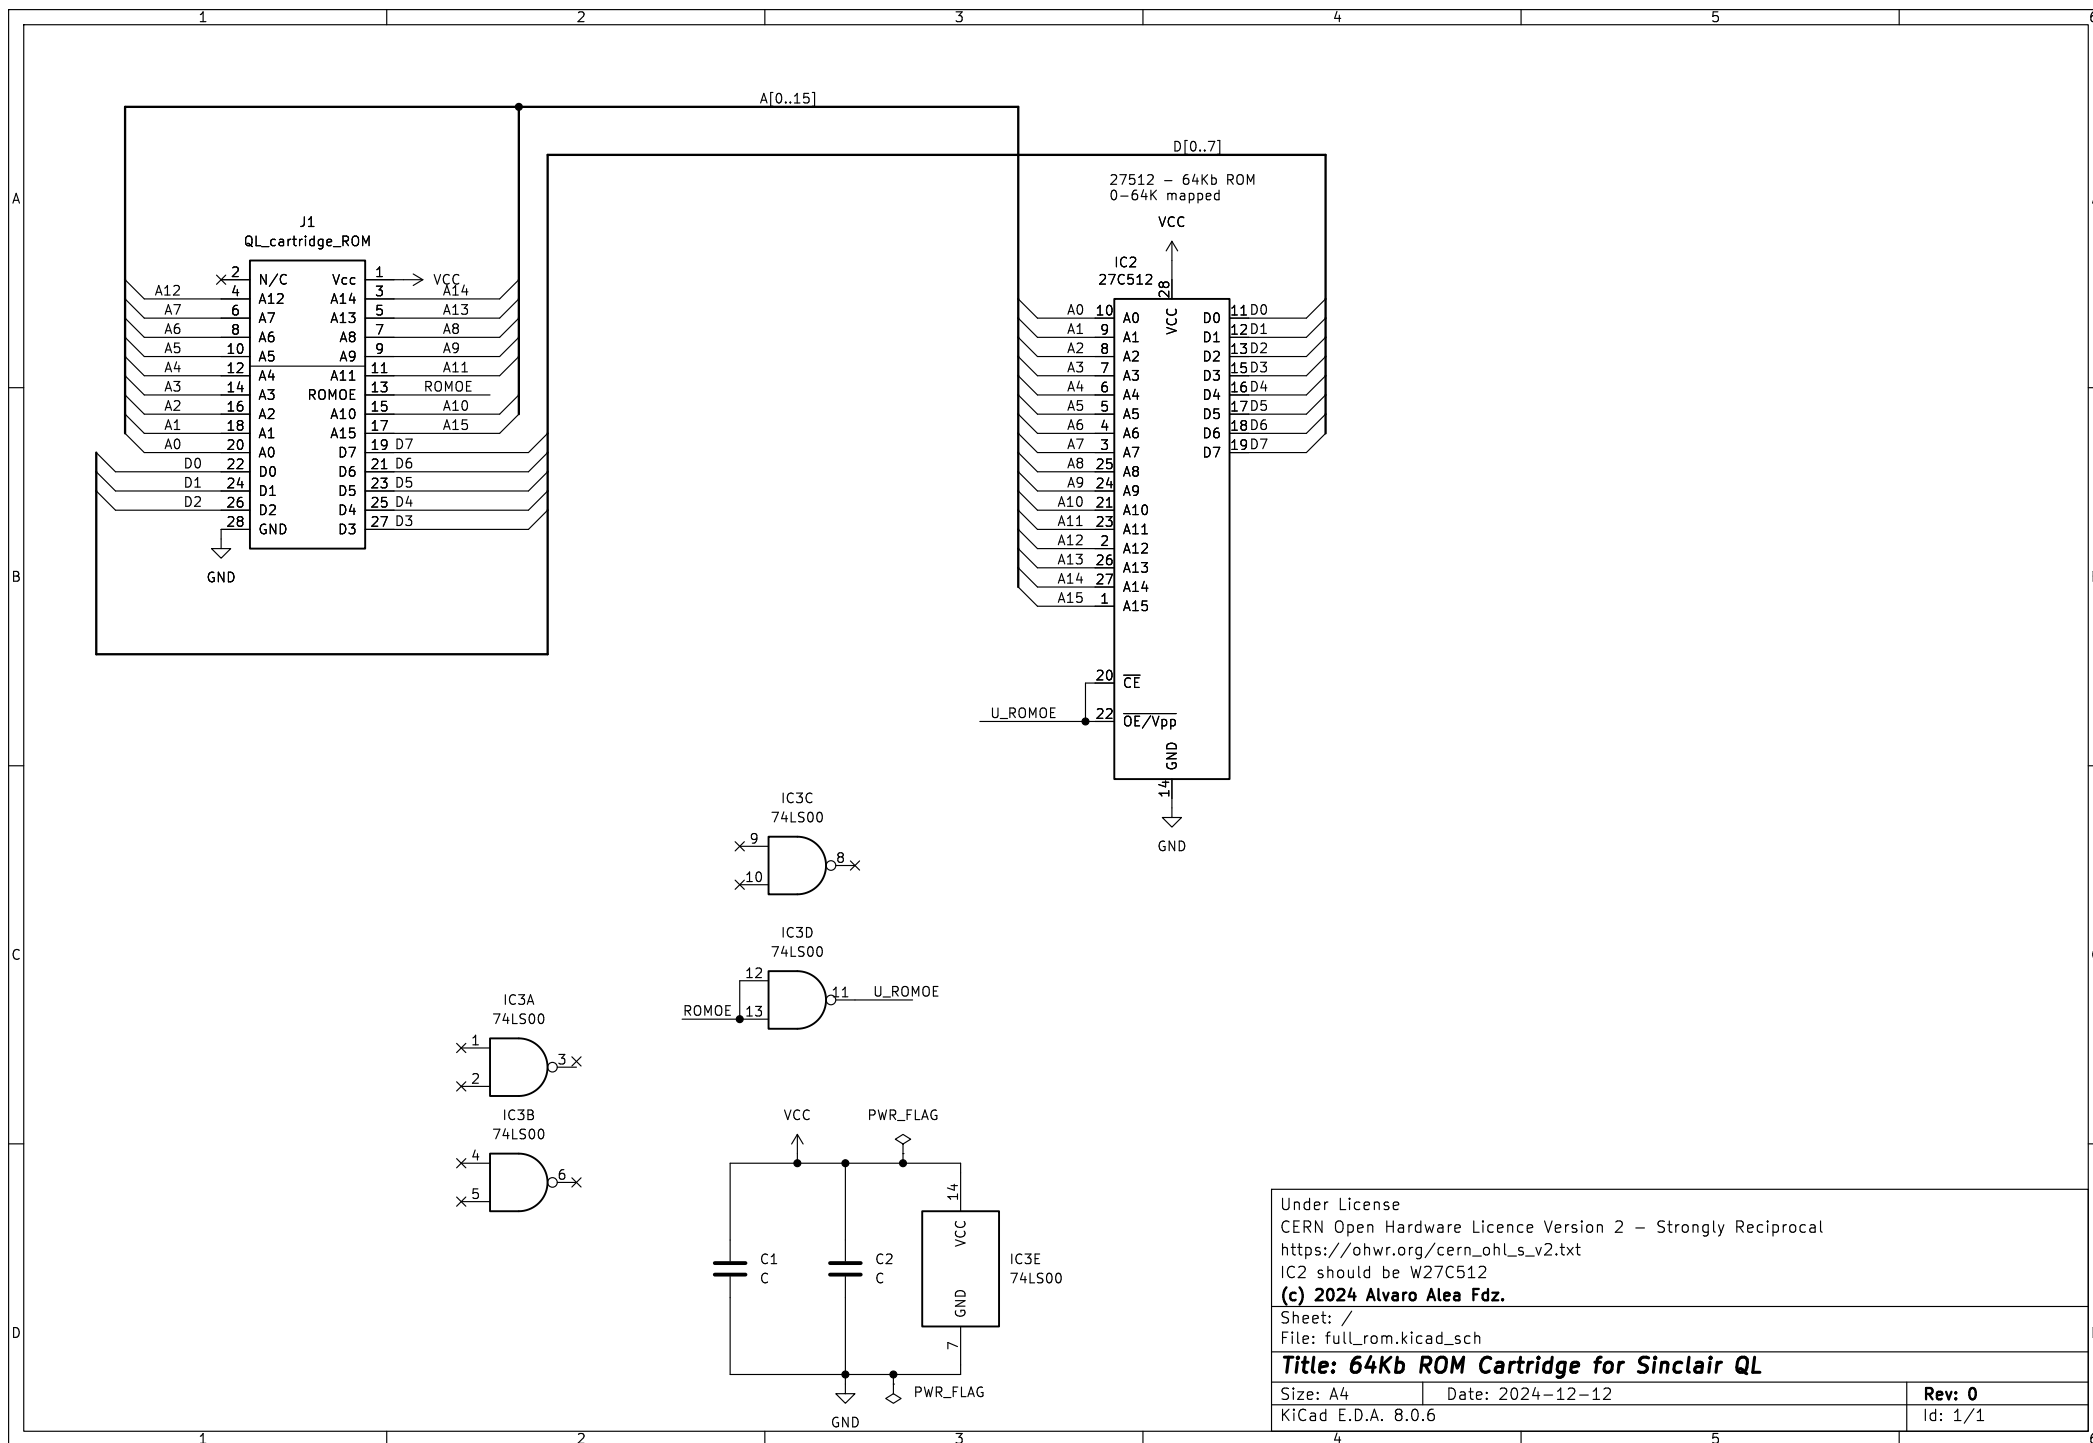 1 2 3 4 5 6
A[0..15]
D[0..7]
27512 – 64Kb ROM
0–64K mapped
A
J1
QL_cartridge_ROM
VCC
IC2
27C512
2 N/C Vcc 1 VCC
A12 4 A12 A14 3 A14
A7 6 A7 A13 5 A13
A6 8 A6 A8 7 A8
A5 10 A5 A9 9 A9
A4 12 A4 A11 11 A11
A3 14 A3 ROMOE 13 ROMOE
A2 16 A2 A10 15 A10
A1 18 A1 A15 17 A15
A0 20 A0 D7 19 D7
D0 22 D0 D6 21 D6
D1 24 D1 D5 23 D5
D2 26 D2 D4 25 D4
28 GND D3 27 D3
GND
28
VCC
A0 10 A0 D0 11 D0
A1 9 A1 D1 12 D1
A2 8 A2 D2 13 D2
A3 7 A3 D3 15 D3
A4 6 A4 D4 16 D4
A5 5 A5 D5 17 D5
A6 4 A6 D6 18 D6
A7 3 A7 D7 19 D7
A8 25 A8
A9 24 A9
A10 21 A10
A11 23 A11
A12 2 A12
A13 26 A13
A14 27 A14
A15 1 A15
B
20 CE
U_ROMOE 22 OE/Vpp
GND
14
GND
IC3C
74LS00
9
8
10
C
IC3D
74LS00
12
11 U_ROMOE
ROMOE 13
IC3A
74LS00
1
3
2
IC3B
74LS00
4
6
5
VCC PWR_FLAG
14
VCC
C1
C
C2
C
IC3E
74LS00
GND
7
PWR_FLAG
GND
D
Under License
CERN Open Hardware Licence Version 2 – Strongly Reciprocal
https://ohwr.org/cern_ohl_s_v2.txt
IC2 should be W27C512
(c) 2024 Alvaro Alea Fdz.
Sheet: /
File: full_rom.kicad_sch
Title: 64Kb ROM Cartridge for Sinclair QL
Size: A4 Date: 2024–12–12 Rev: 0
KiCad E.D.A. 8.0.6 Id: 1/1
1 2 3 4 5 6